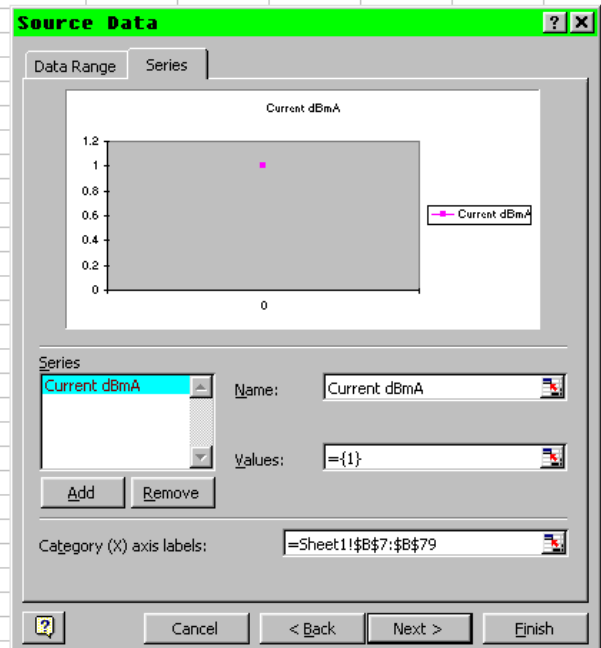 Source Data
? ×
Data Range Series
Current dBmA
1.2
1
0.8
0.6
0.4
0.2
0
0
Current dBmA
Series
Current dBmA
Name: Current dBmA
Values: ={1}
Add Remove
Category (X) axis labels: =Sheet1!$B$7:$B$79
? Cancel < Back Next > Finish